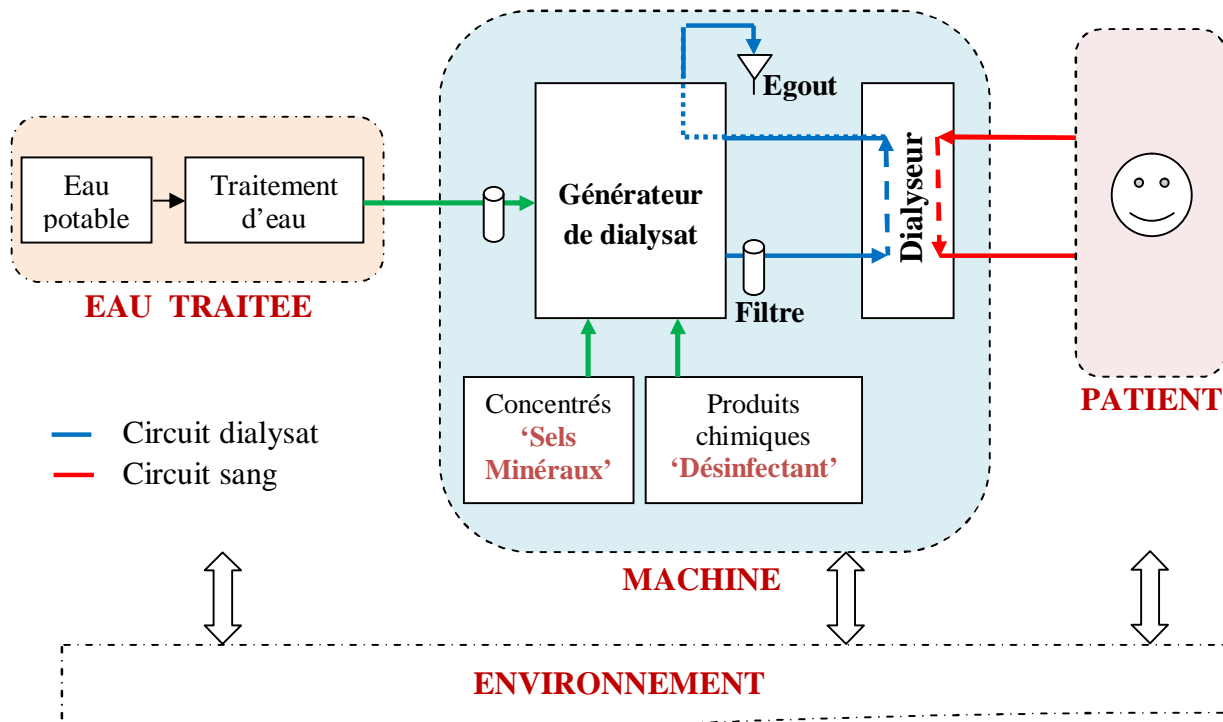 Egout
Eau
potable
Traitement
d’eau
Générateur
de dialysat
Dialyseur
Filtre
EAU TRAITEE
Concentrés
‘Sels
Minéraux’
Produits
chimiques
‘Désinfectant’
PATIENT
Circuit dialysat
Circuit sang
MACHINE
ENVIRONNEMENT